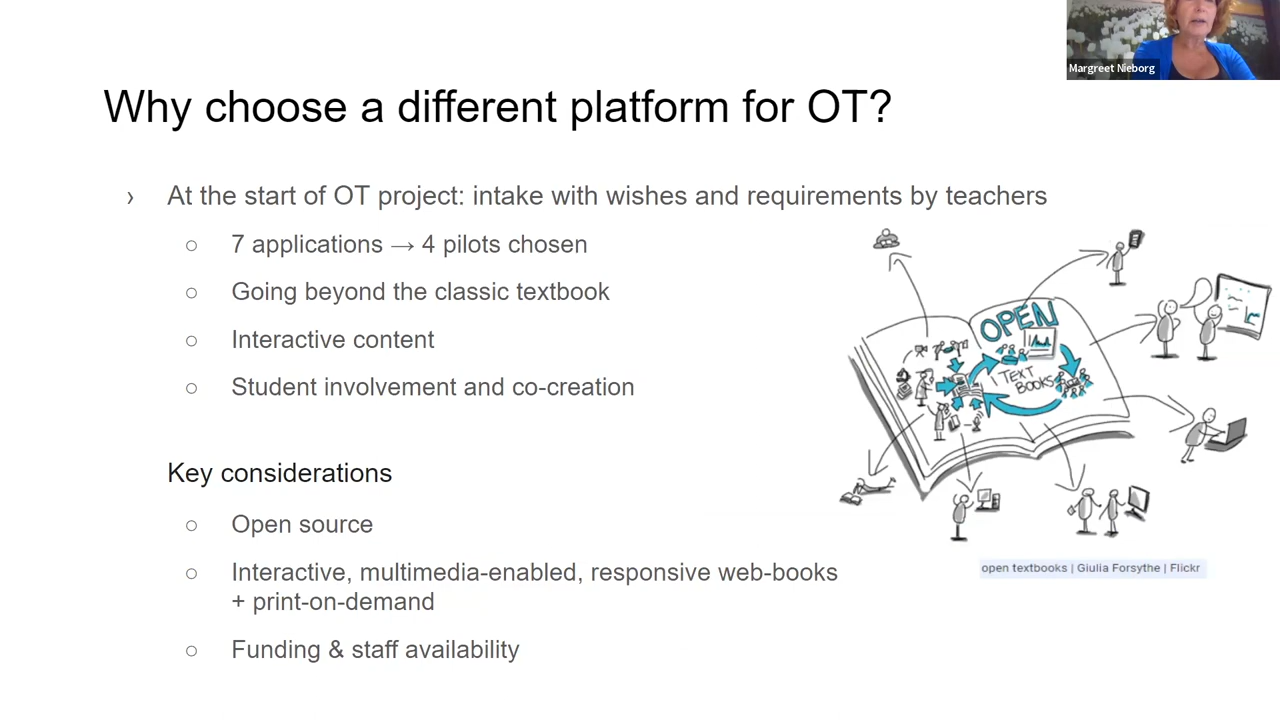 Margreet Nieborg
Why choose a different platform for OT?
› At the start of OT project: intake with wishes and requirements by teachers
○ 7 applications → 4 pilots chosen
○ Going beyond the classic textbook
○ Interactive content
○ Student involvement and co-creation
OPEN
TEXT
BOOKS
Key considerations
○ Open source
○ Interactive, multimedia-enabled, responsive web-books
+ print-on-demand
○ Funding & staff availability
open textbooks | Giulia Forsythe | Flickr